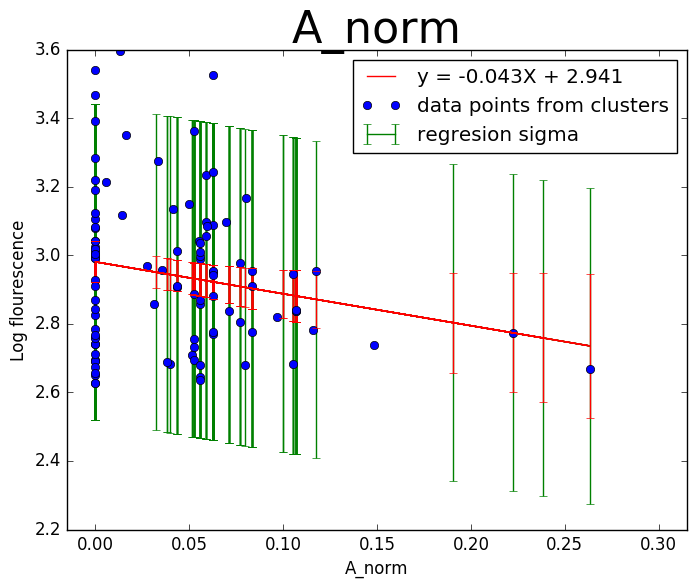 A_norm
y = -0.043X + 2.941
data points from clusters
regresion sigma
3.6
3.4
3.2
3.0
2.8
2.6
2.4
2.2
Log flourescence
0.00 0.05 0.10 0.15 0.20 0.25 0.30
A_norm